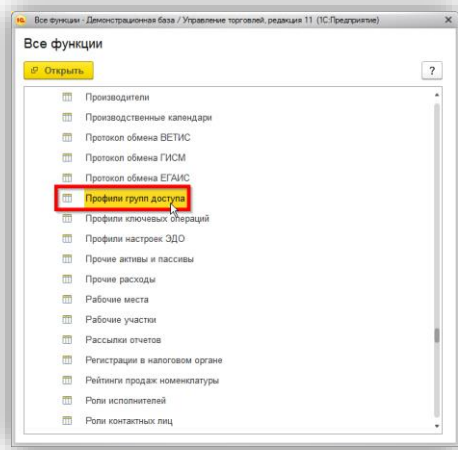 Все функции - Демонстрационная база / Управление торговлей, редакция 11 (1С:Предприятие)
Все функции
Открыть
?
Производители
Производственные календари
Протокол обмена ВЕТИС
Протокол обмена ГИСМ
Протокол обмена ЕГАИС
Профили групп доступа
Профили ключевых операций
Профили настроек ЭДО
Прочие активы и пассивы
Прочие расходы
Рабочие места
Рабочие участки
Рассылки отчетов
Регистрации в налоговом органе
Рейтинги продаж номенклатуры
Роли исполнителей
Роли контактных лиц